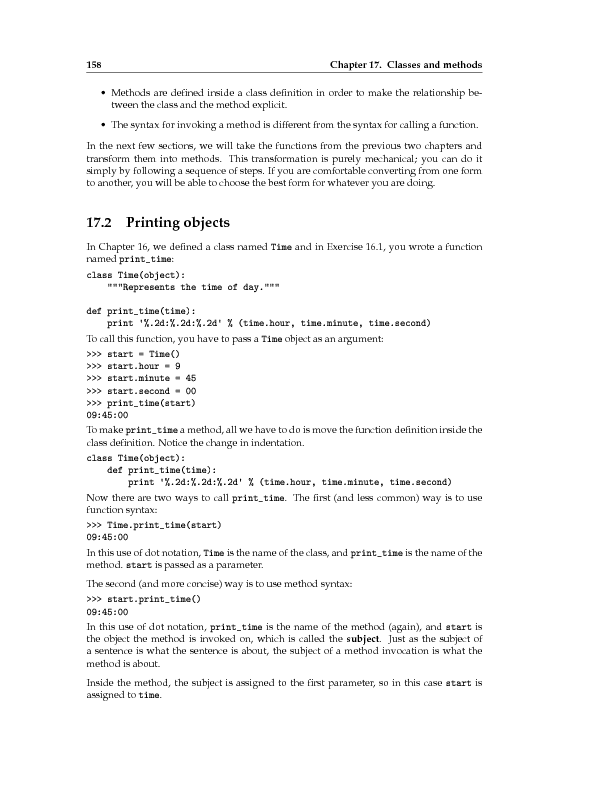 158 Chapter 17. Classes and methods
• Methods are defined inside a class definition in order to make the relationship be-
tween the class and the method explicit.
• The syntax for invoking a method is different from the syntax for calling a function.
In the next few sections, we will take the functions from the previous two chapters and
transform them into methods. This transformation is purely mechanical; you can do it
simply by following a sequence of steps. If you are comfortable converting from one form
to another, you will be able to choose the best form for whatever you are doing.
17.2 Printing objects
In Chapter 16, we defined a class named Time and in Exercise 16.1, you wrote a function
named print_time:
class Time(object):
    """Represents the time of day."""
def print_time(time):
    print '%.2d:%.2d:%.2d' % (time.hour, time.minute, time.second)
To call this function, you have to pass a Time object as an argument:
>>> start = Time()
>>> start.hour = 9
>>> start.minute = 45
>>> start.second = 00
>>> print_time(start)
09:45:00
To make print_time a method, all we have to do is move the function definition inside the
class definition. Notice the change in indentation.
class Time(object):
    def print_time(time):
        print '%.2d:%.2d:%.2d' % (time.hour, time.minute, time.second)
Now there are two ways to call print_time. The first (and less common) way is to use
function syntax:
>>> Time.print_time(start)
09:45:00
In this use of dot notation, Time is the name of the class, and print_time is the name of the
method. start is passed as a parameter.
The second (and more concise) way is to use method syntax:
>>> start.print_time()
09:45:00
In this use of dot notation, print_time is the name of the method (again), and start is
the object the method is invoked on, which is called the subject. Just as the subject of
a sentence is what the sentence is about, the subject of a method invocation is what the
method is about.
Inside the method, the subject is assigned to the first parameter, so in this case start is
assigned to time.